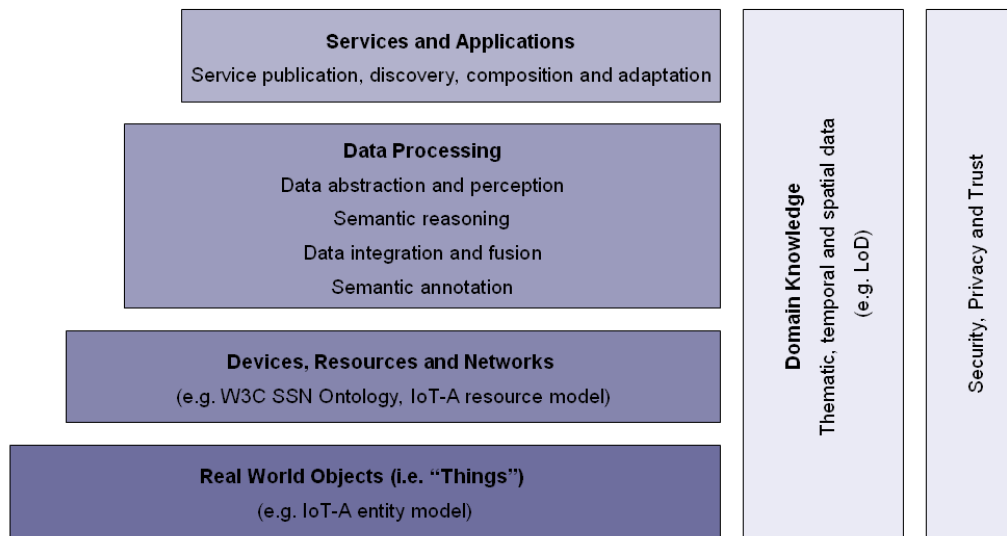 Services and Applications
Service publication, discovery, composition and adaptation
Data Processing
Data abstraction and perception
Semantic reasoning
Data integration and fusion
Semantic annotation
Devices, Resources and Networks
(e.g. W3C SSN Ontology, IoT-A resource model)
Real World Objects (i.e. “Things”)
(e.g. IoT-A entity model)
Domain Knowledge
Thematic, temporal and spatial data
(e.g. LoD)
Security, Privacy and Trust